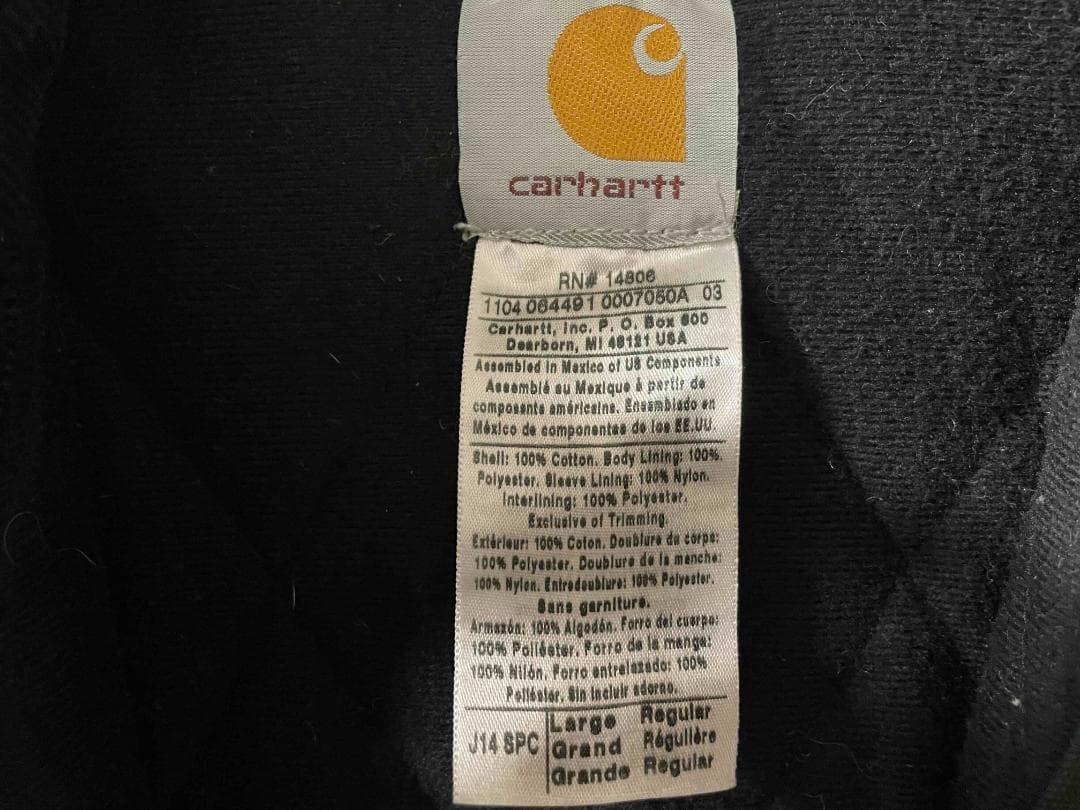 carhartt
RN# 14806
1104 064491 0007050A 03
Carhartt, Inc. P. O. Box 600
Dearborn, MI 48121 USA
Assembled in Mexico of US Components
Assemblé au Mexique à partir de
composants américains. Ensamblado en
México de componentes de los EE.UU.
Shell: 100% Cotton. Body Lining: 100%.
Polyester. Sleeve Lining: 100% Nylon.
Interlining: 100% Polyester.
Exclusive of Trimming.
Extérieur: 100% Coton. Doublure du corps:
100% Polyester. Doublure de la manche:
100% Nylon. Entredoublure: 100% Polyester.
Sans garniture.
Armazón: 100% Algodón. Forro del cuerpo:
100% Poliéster. Forro de la manga:
100% Nilón. Forro entrelazado: 100%
Poliéster. Sin incluir adorno.
J14 SPC
Large Regular
Grand Régulière
Grande Regular